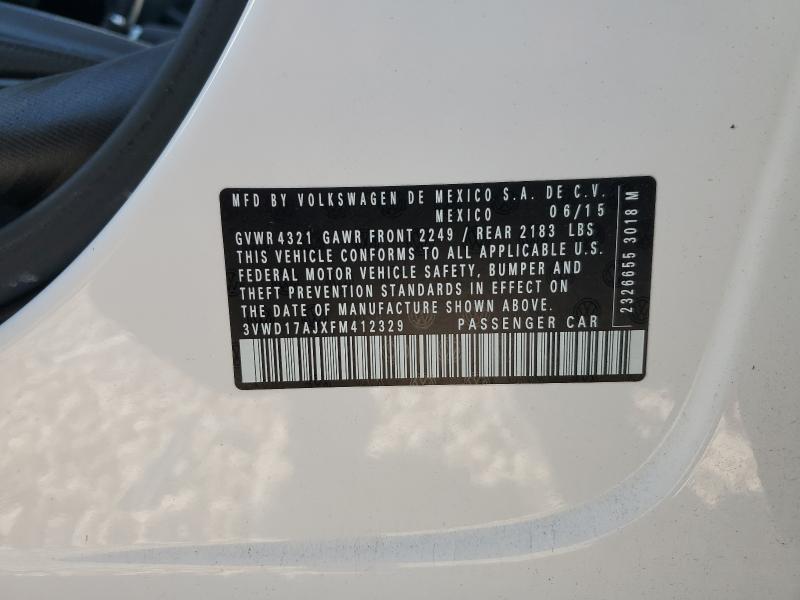 MFD BY VOLKSWAGEN DE MEXICO S.A. DE C.V.
MEXICO 06/15
GVWR 4321 GAWR FRONT 2249 / REAR 2183 LBS
THIS VEHICLE CONFORMS TO ALL APPLICABLE U.S.
FEDERAL MOTOR VEHICLE SAFETY, BUMPER AND
THEFT PREVENTION STANDARDS IN EFFECT ON
THE DATE OF MANUFACTURE SHOWN ABOVE.
3VWD17AJXFM412329 PASSENGER CAR
2326655 3018 M